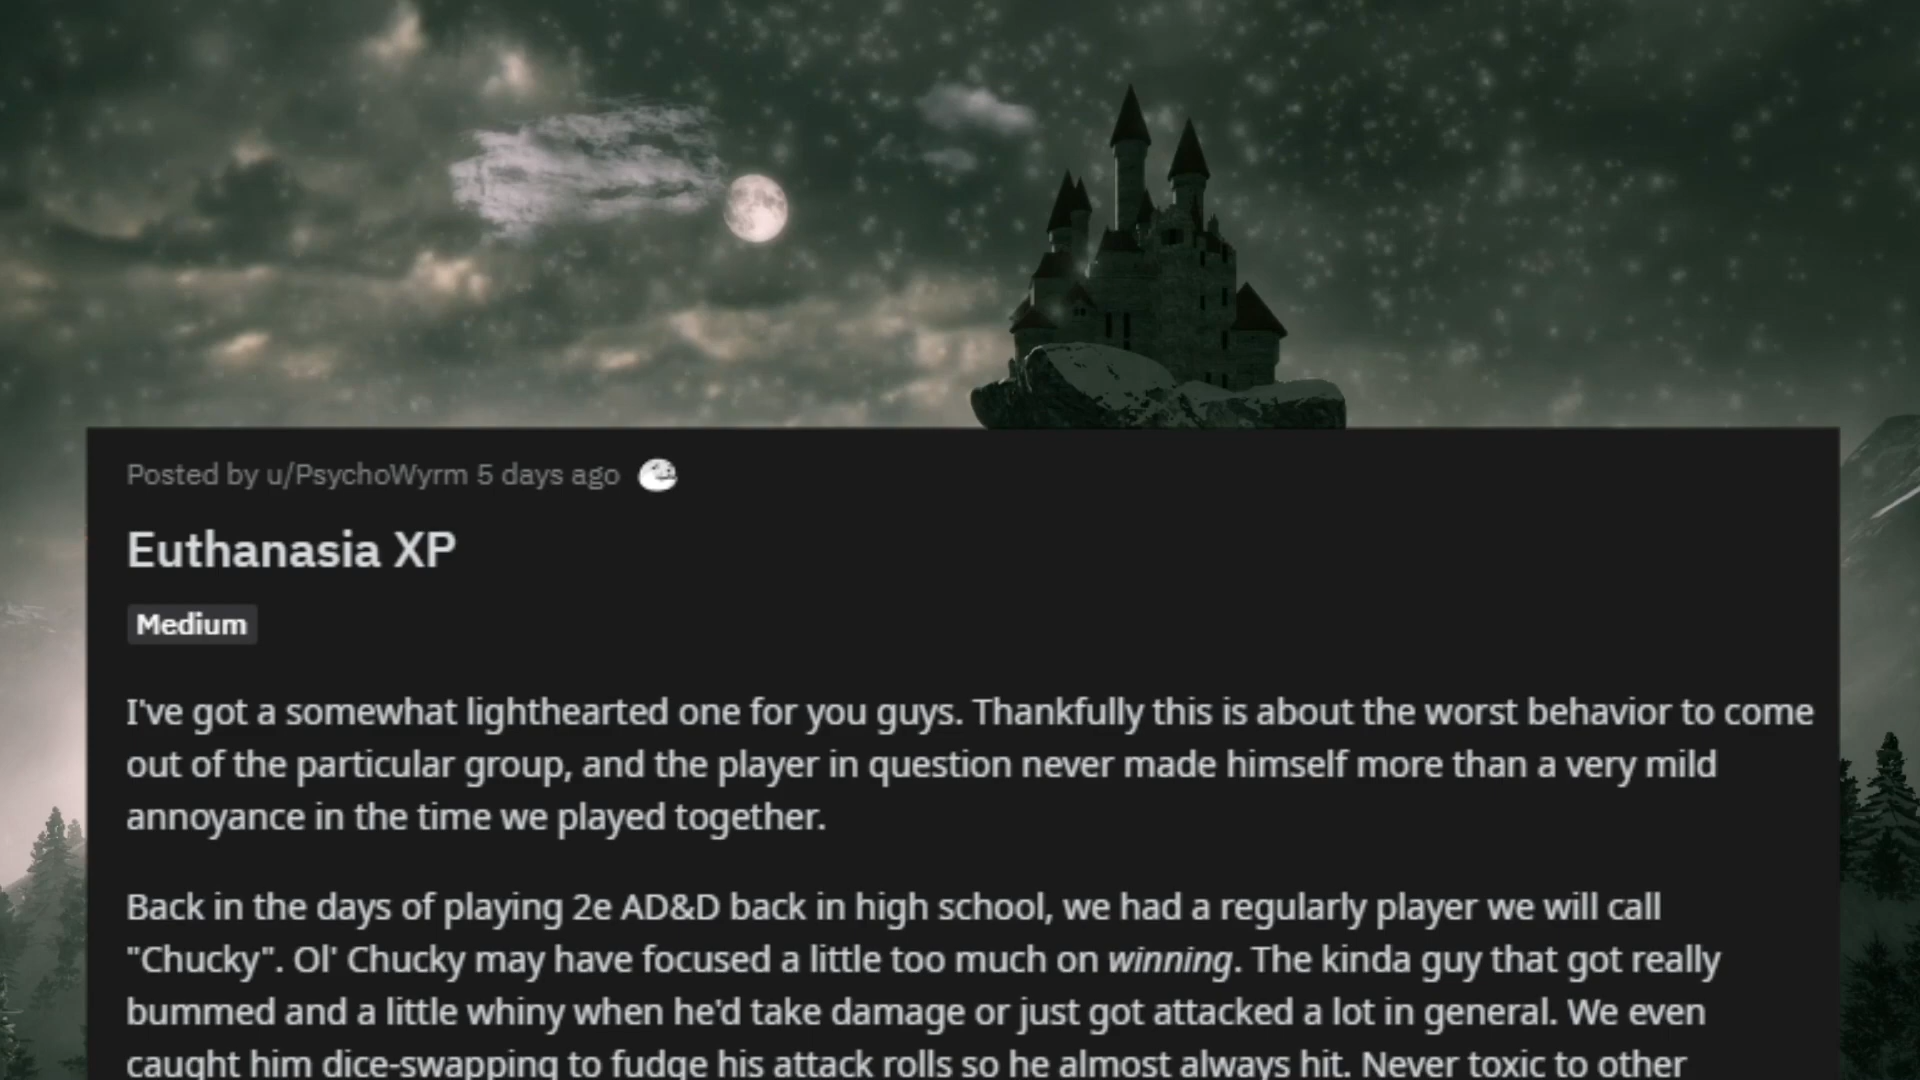 Posted by u/PsychoWyrm 5 days ago
Euthanasia XP
Medium
I've got a somewhat lighthearted one for you guys. Thankfully this is about the worst behavior to come
out of the particular group, and the player in question never made himself more than a very mild
annoyance in the time we played together.
Back in the days of playing 2e AD&D back in high school, we had a regularly player we will call
"Chucky". Ol' Chucky may have focused a little too much on winning. The kinda guy that got really
bummed and a little whiny when he'd take damage or just got attacked a lot in general. We even
caught him dice-swapping to fudge his attack rolls so he almost always hit. Never toxic to other